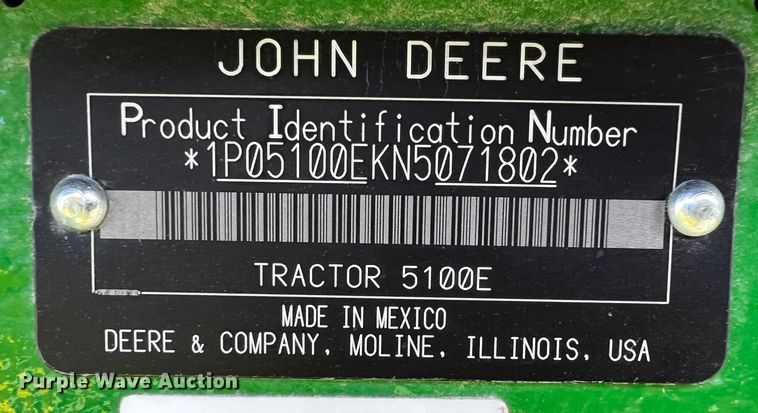 JOHN DEERE
Product Identification Number
*1P05100EKN5071802*
TRACTOR 5100E
MADE IN MEXICO
DEERE & COMPANY, MOLINE, ILLINOIS, USA
Purple Wave Auction